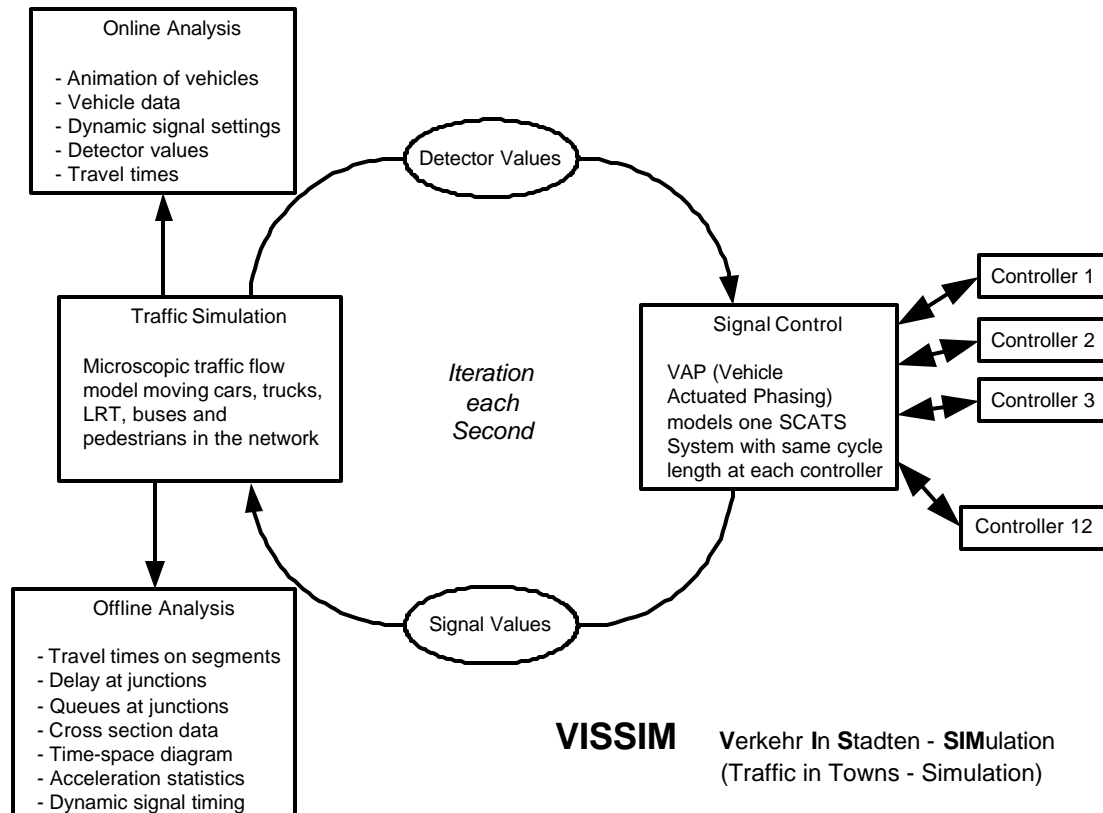 Online Analysis
- Animation of vehicles
- Vehicle data
- Dynamic signal settings
- Detector values
- Travel times
Detector Values
Traffic Simulation
Microscopic traffic flow
model moving cars, trucks,
LRT, buses and
pedestrians in the network
Iteration
each
Second
Signal Control
VAP (Vehicle
Actuated Phasing)
models one SCATS
System with same cycle
length at each controller
Controller 1
Controller 2
Controller 3
Controller 12
Signal Values
Offline Analysis
- Travel times on segments
- Delay at junctions
- Queues at junctions
- Cross section data
- Time-space diagram
- Acceleration statistics
- Dynamic signal timing
VISSIM Verkehr In Stadten - SIMulation
(Traffic in Towns - Simulation)